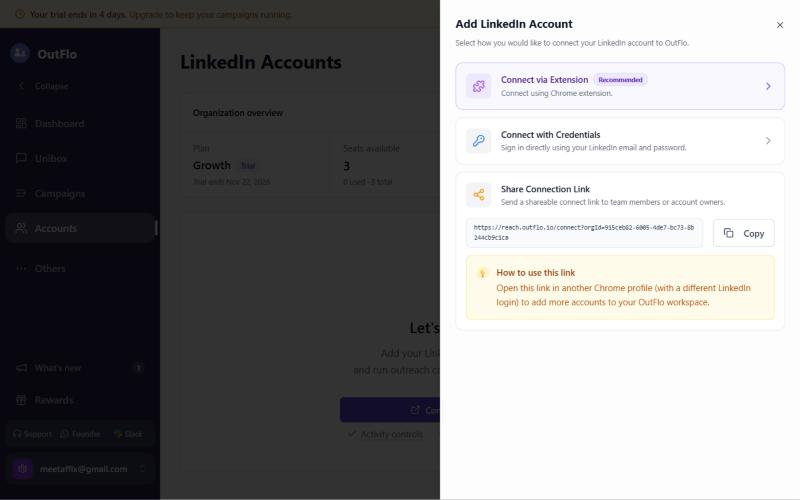 Your trial ends in 4 days. Upgrade to keep your campaigns running.
OutFlo
Collapse
Dashboard
Unibox
Campaigns
Accounts
Others
What's new
1
Rewards
Support
Founder
Slack
meetaffix@gmail.com
LinkedIn Accounts
Organization overview
Plan
Growth
Trial
Trial ends Nov 22, 2026
Seats available
3
0 used · 3 total
Let's
Add your Lin
and run outreach c
Con
Activity controls
Add LinkedIn Account
Select how you would like to connect your LinkedIn account to OutFlo.
Connect via Extension
Recommended
Connect using Chrome extension.
Connect with Credentials
Sign in directly using your LinkedIn email and password.
Share Connection Link
Send a shareable connect link to team members or account owners.
https://reach.outflo.io/connect?orgId=915ceb02-6005-4de7-bc73-8b
244cb9c1ca
Copy
How to use this link
Open this link in another Chrome profile (with a different LinkedIn
login) to add more accounts to your OutFlo workspace.